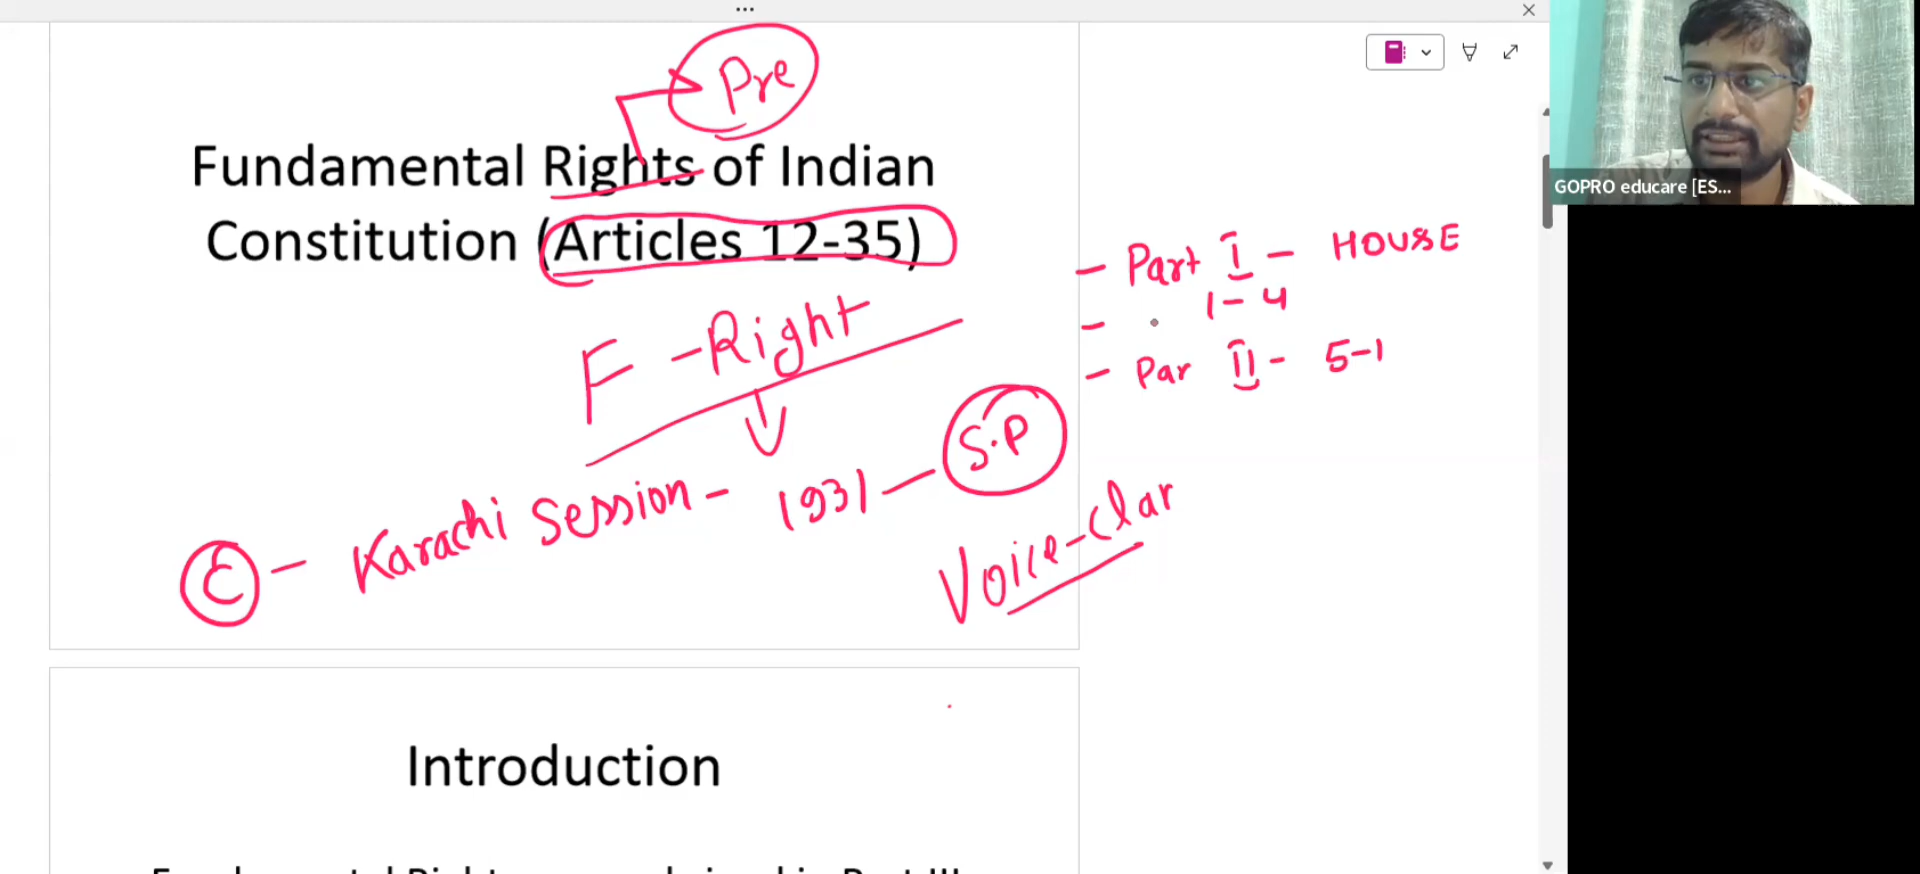 Pre
Fundamental Rights of Indian
Constitution (Articles 12-35)
F - Right
C - Karachi Session - 1931 - S.P
Voice-Clar
- Part I - HOUSE
1-4
-
- Par II - 5-1
Introduction
GOPRO educare [ES...